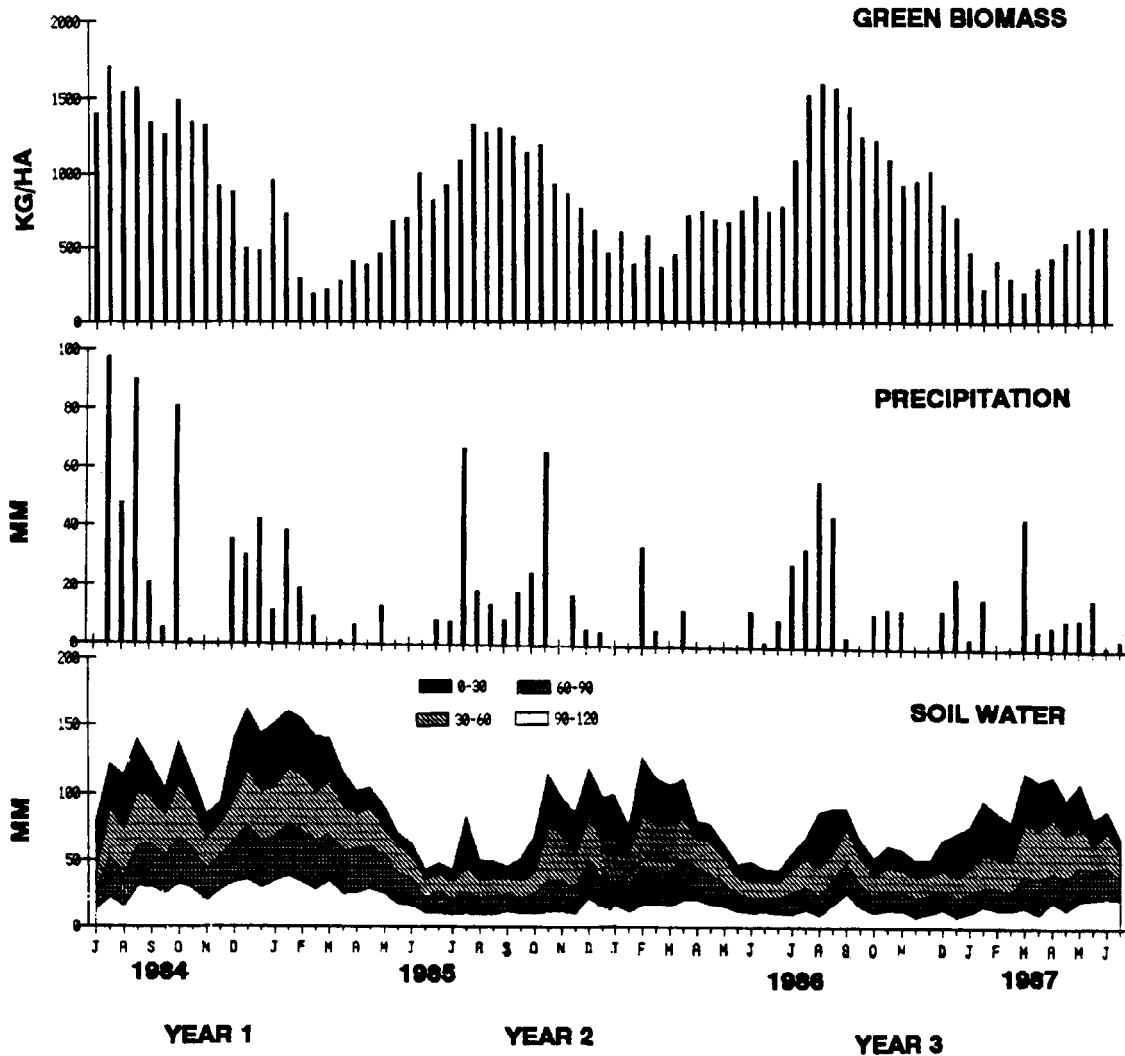 GREEN BIOMASS
2000
1500
1000
500
0
KG/HA
PRECIPITATION
100
80
60
40
20
0
MM
SOIL WATER
200
150
100
50
0
MM
0-30 60-90
30-60 90-120
J A S O N D J F M A M J J A S O N D J F M A M J J A S O N D J F M A M J
1984 1985 1986 1987
YEAR 1 YEAR 2 YEAR 3